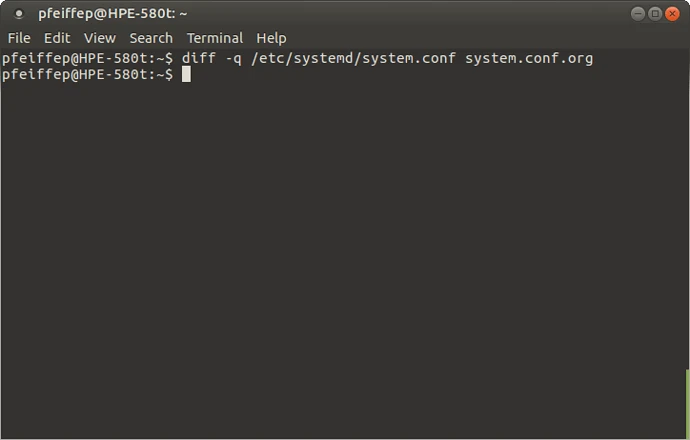 pfeiffep@HPE-580t: ~
File Edit View Search Terminal Help
pfeiffep@HPE-580t:~$ diff -q /etc/systemd/system.conf system.conf.org
pfeiffep@HPE-580t:~$